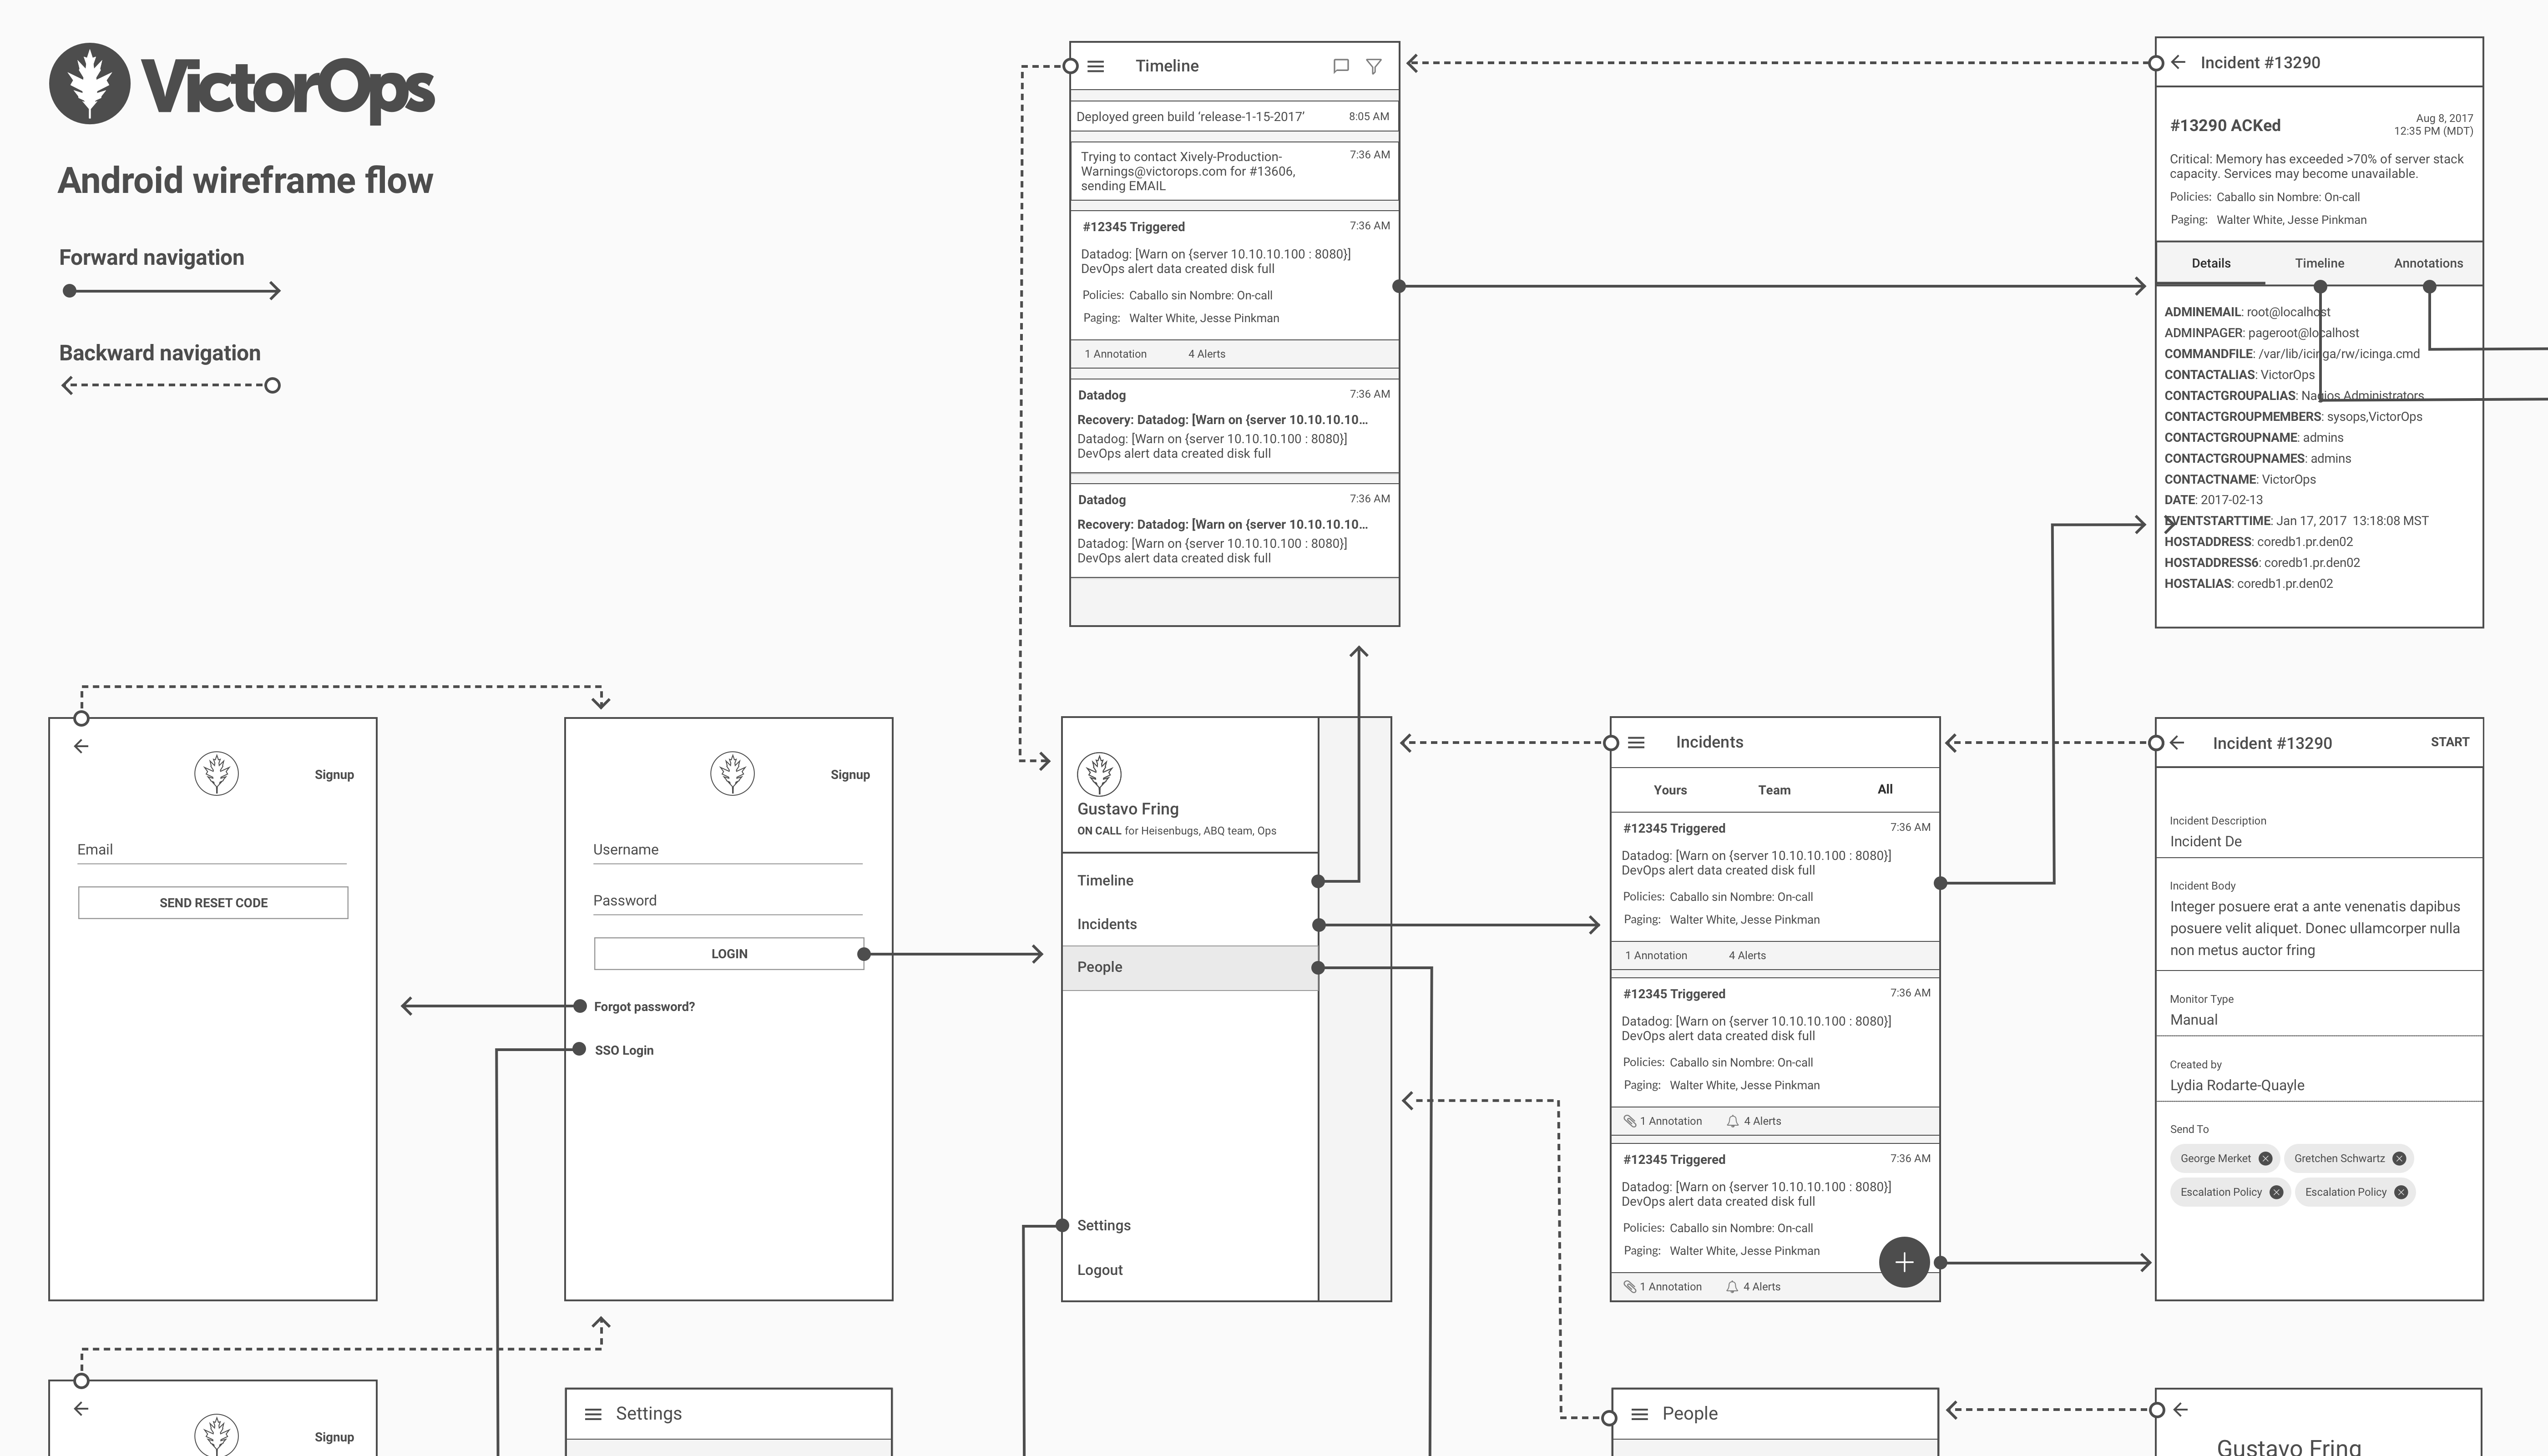 VictorOps
Android wireframe flow
Forward navigation
Backward navigation
Timeline
Deployed green build ‘release-1-15-2017’
8:05 AM
Trying to contact Xively-Production-
7:36 AM
Warnings@victorops.com for #13606,
sending EMAIL
#12345 Triggered
7:36 AM
Datadog: [Warn on {server 10.10.10.100 : 8080}]
DevOps alert data created disk full
Policies: Caballo sin Nombre: On-call
Paging: Walter White, Jesse Pinkman
1 Annotation
4 Alerts
Datadog
7:36 AM
Recovery: Datadog: [Warn on {server 10.10.10.10...
Datadog: [Warn on {server 10.10.10.100 : 8080}]
DevOps alert data created disk full
Datadog
7:36 AM
Recovery: Datadog: [Warn on {server 10.10.10.10...
Datadog: [Warn on {server 10.10.10.100 : 8080}]
DevOps alert data created disk full
Incident #13290
#13290 ACKed
Aug 8, 2017
12:35 PM (MDT)
Critical: Memory has exceeded >70% of server stack
capacity. Services may become unavailable.
Policies: Caballo sin Nombre: On-call
Paging: Walter White, Jesse Pinkman
Details
Timeline
Annotations
ADMINEMAIL: root@localhost
ADMINPAGER: pageroot@localhost
COMMANDFILE: /var/lib/icinga/rw/icinga.cmd
CONTACTALIAS: VictorOps
CONTACTGROUPALIAS: Nagios Administrators
CONTACTGROUPMEMBERS: sysops,VictorOps
CONTACTGROUPNAME: admins
CONTACTGROUPNAMES: admins
CONTACTNAME: VictorOps
DATE: 2017-02-13
EVENTSTARTTIME: Jan 17, 2017 13:18:08 MST
HOSTADDRESS: coredb1.pr.den02
HOSTADDRESS6: coredb1.pr.den02
HOSTALIAS: coredb1.pr.den02
Signup
Email
SEND RESET CODE
Signup
Username
Password
LOGIN
Forgot password?
SSO Login
Gustavo Fring
ON CALL for Heisenbugs, ABQ team, Ops
Timeline
Incidents
People
Settings
Logout
Incidents
Yours
Team
All
#12345 Triggered
7:36 AM
Datadog: [Warn on {server 10.10.10.100 : 8080}]
DevOps alert data created disk full
Policies: Caballo sin Nombre: On-call
Paging: Walter White, Jesse Pinkman
1 Annotation
4 Alerts
#12345 Triggered
7:36 AM
Datadog: [Warn on {server 10.10.10.100 : 8080}]
DevOps alert data created disk full
Policies: Caballo sin Nombre: On-call
Paging: Walter White, Jesse Pinkman
1 Annotation
4 Alerts
#12345 Triggered
7:36 AM
Datadog: [Warn on {server 10.10.10.100 : 8080}]
DevOps alert data created disk full
Policies: Caballo sin Nombre: On-call
Paging: Walter White, Jesse Pinkman
1 Annotation
4 Alerts
Incident #13290
START
Incident Description
Incident De
Incident Body
Integer posuere erat a ante venenatis dapibus
posuere velit aliquet. Donec ullamcorper nulla
non metus auctor fring
Monitor Type
Manual
Created by
Lydia Rodarte-Quayle
Send To
George Merket
Gretchen Schwartz
Escalation Policy
Escalation Policy
Signup
Settings
People
Gustavo Fring